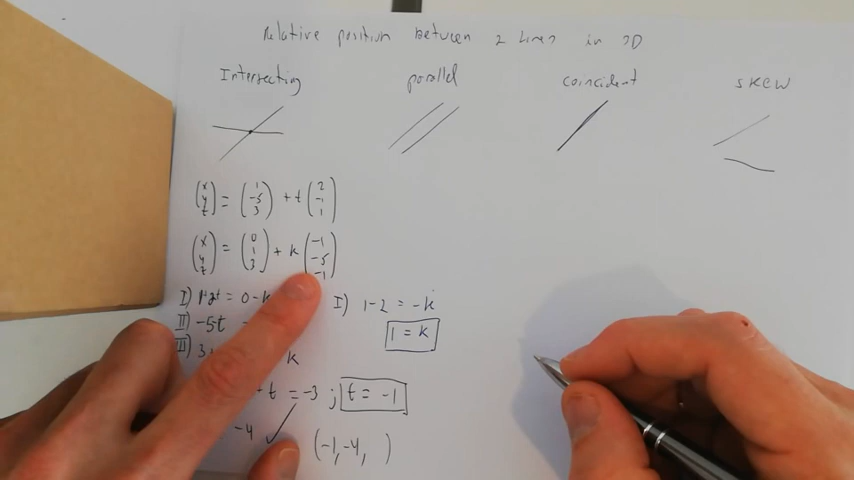 Relative position between 2 lines in 3D
Intersecting parallel coincident skew
(x y z) = (1 -5 3) + t (2 -1 1)
(x y z) = (0 1 3) + k (-1 -5 -1)
I) 1+2t = 0-k I) 1-2 = -k
II) -5t 1 = k
III) 3 k
+t = -3 ; t = -1
-4 ✓ (-1,-4, )